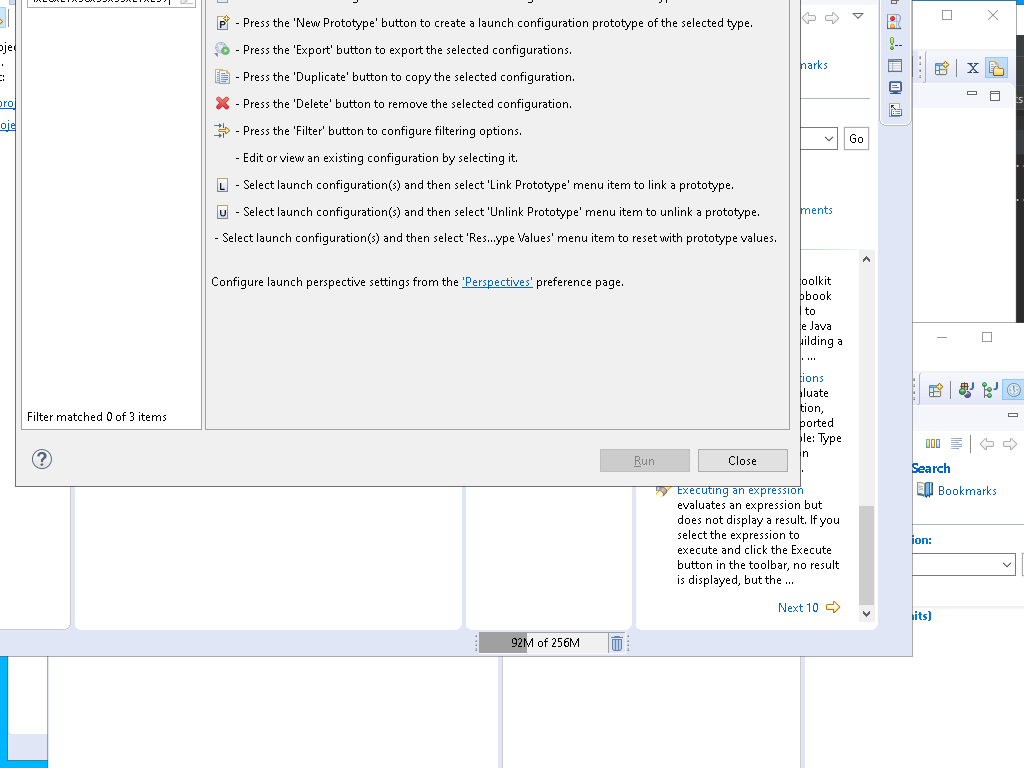 - Press the 'New Prototype' button to create a launch configuration prototype of the selected type.
- Press the 'Export' button to export the selected configurations.
- Press the 'Duplicate' button to copy the selected configuration.
- Press the 'Delete' button to remove the selected configuration.
- Press the 'Filter' button to configure filtering options.
- Edit or view an existing configuration by selecting it.
L - Select launch configuration(s) and then select 'Link Prototype' menu item to link a prototype.
U - Select launch configuration(s) and then select 'Unlink Prototype' menu item to unlink a prototype.
- Select launch configuration(s) and then select 'Res...ype Values' menu item to reset with prototype values.
Configure launch perspective settings from the 'Perspectives' preference page.
Filter matched 0 of 3 items
Run
Close
marks
Go
ments
oolkit
to
Java
uilding a
. ...
ions
luate
tion,
ported
le: Type
n
Executing an expression
evaluates an expression but
does not display a result. If you
select the expression to
execute and click the Execute
button in the toolbar, no result
is displayed, but the ...
Next 10
92M of 256M
X
Search
Bookmarks
ion:
nits)